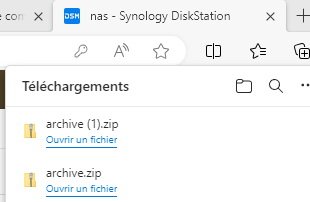 DSM nas - Synology DiskStation
A
Téléchargements
archive (1).zip
Ouvrir un fichier
archive.zip
Ouvrir un fichier